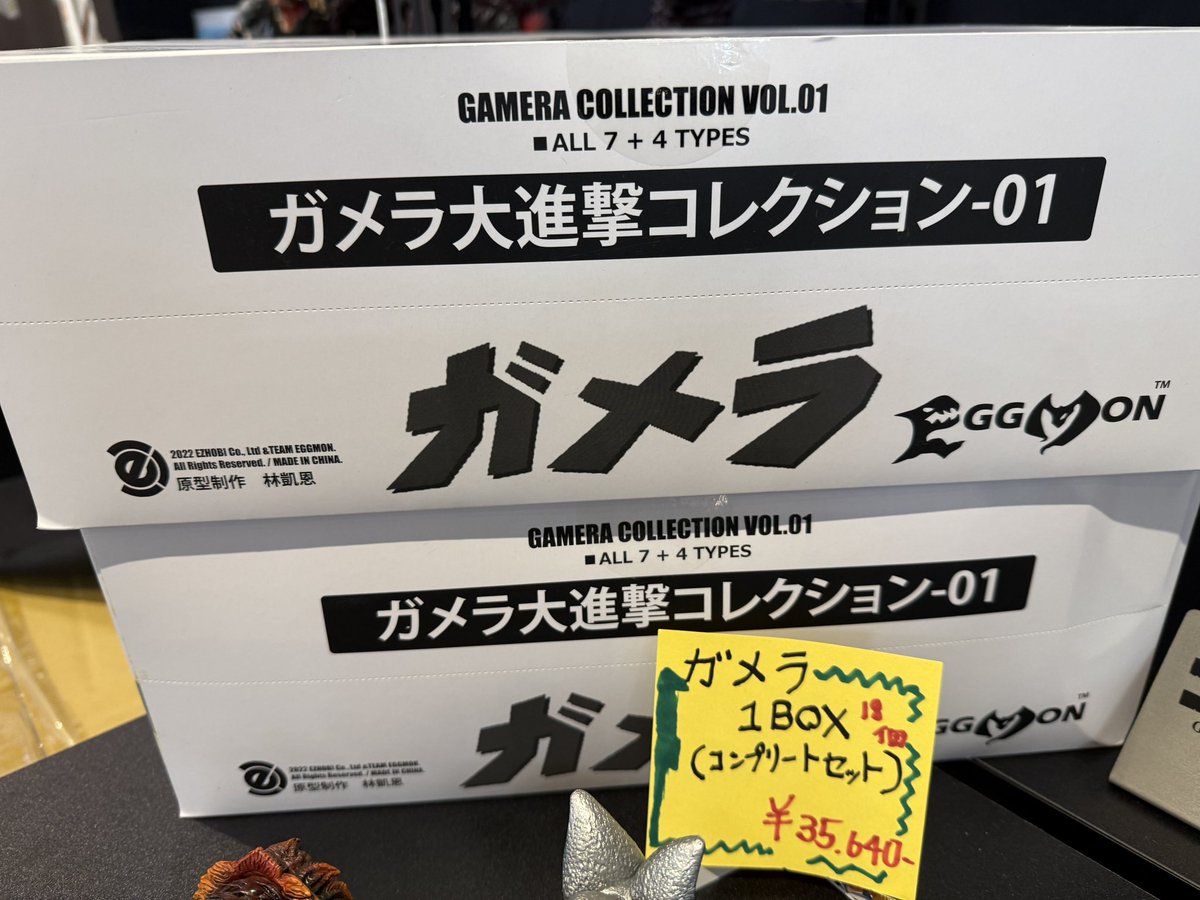 GAMERA COLLECTION VOL.01
■ALL 7 + 4 TYPES
ガメラ大進撃コレクション-01
ガメラ
EGGMON™
2022 EZHOBI Co., Ltd &TEAM EGGMON.
All Rights Reserved. / MADE IN CHINA.
原型制作 林凱恩
GAMERA COLLECTION VOL.01
■ALL 7 + 4 TYPES
ガメラ大進撃コレクション-01
ガメ
GGMON™
2022 EZHOBI Co., Ltd &TEAM EGGMON.
All Rights Reserved. / MADE IN CHINA.
原型制作 林凱恩
ガメラ
1BOX
(コンプリートセット)
¥35.640-